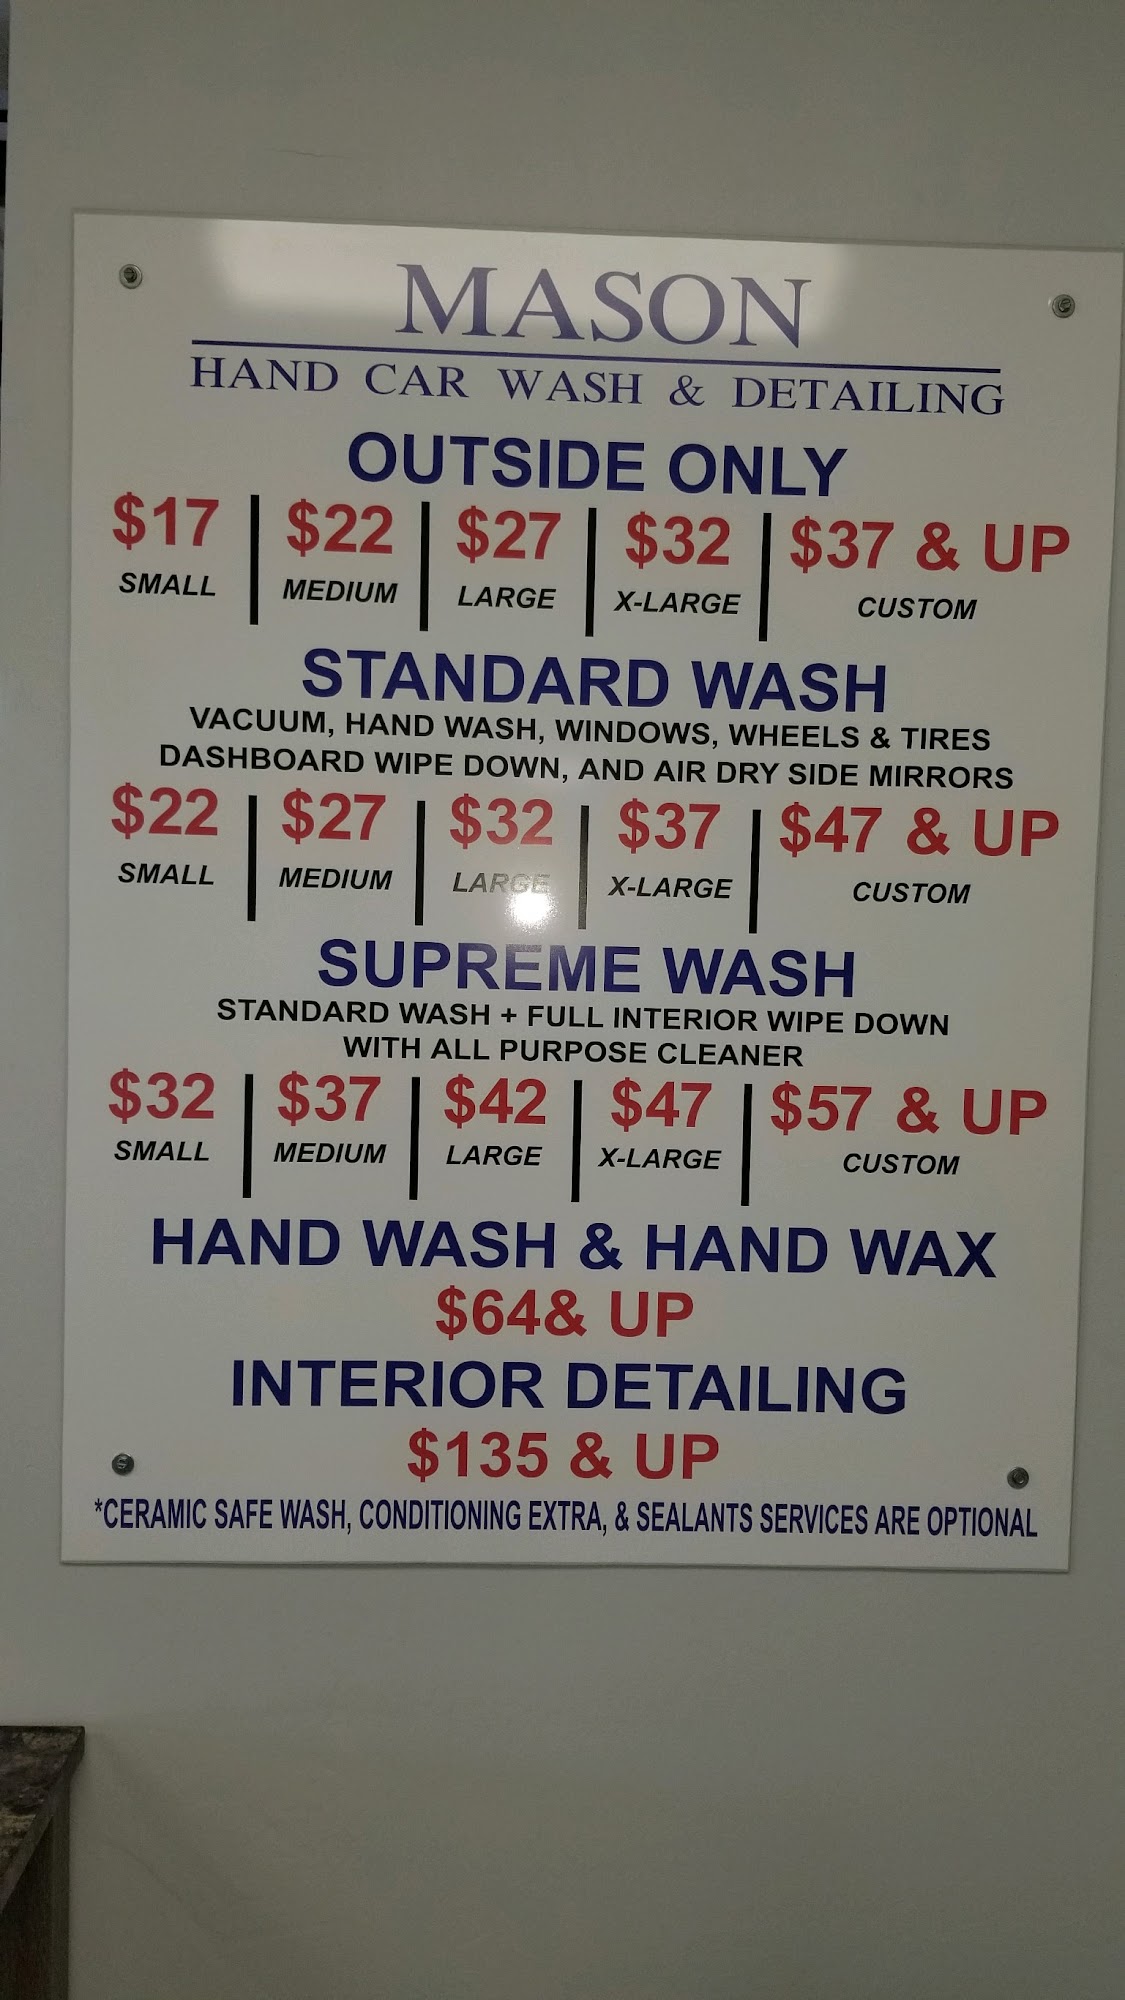 MASON
HAND CAR WASH & DETAILING
OUTSIDE ONLY
$17 $22 $27 $32 $37 & UP
SMALL MEDIUM LARGE X-LARGE CUSTOM
STANDARD WASH
VACUUM, HAND WASH, WINDOWS, WHEELS & TIRES
DASHBOARD WIPE DOWN, AND AIR DRY SIDE MIRRORS
$22 $27 $32 $37 $47 & UP
SMALL MEDIUM LARGE X-LARGE CUSTOM
SUPREME WASH
STANDARD WASH + FULL INTERIOR WIPE DOWN
WITH ALL PURPOSE CLEANER
$32 $37 $42 $47 $57 & UP
SMALL MEDIUM LARGE X-LARGE CUSTOM
HAND WASH & HAND WAX
$64& UP
INTERIOR DETAILING
$135 & UP
*CERAMIC SAFE WASH, CONDITIONING EXTRA, & SEALANTS SERVICES ARE OPTIONAL